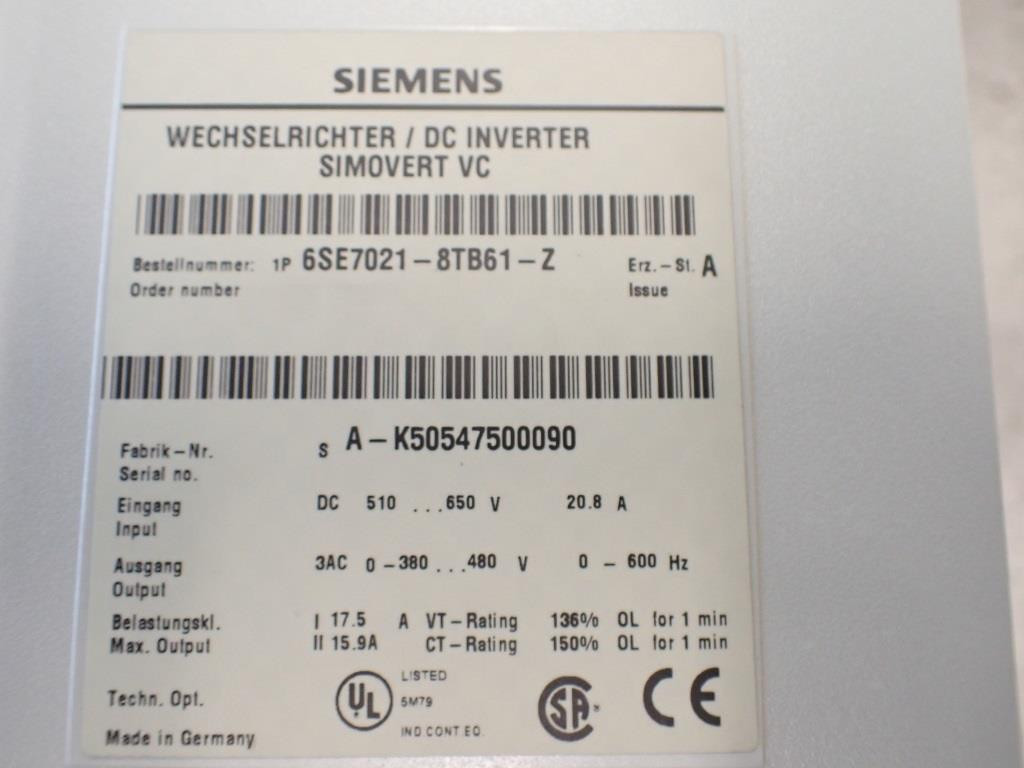 SIEMENS
WECHSELRICHTER / DC INVERTER
SIMOVERT VC
Bestellnummer: 1P 6SE7021-8TB61-Z Erz.-St. A
Order number Issue
Fabrik-Nr. S A-K50547500090
Serial no.
Eingang DC 510 ...650 V 20.8 A
Input
Ausgang 3AC 0-380...480 V 0 - 600 Hz
Output
Belastungskl. I 17.5 A VT-Rating 136% OL for 1 min
Max. Output II 15.9A CT-Rating 150% OL for 1 min
Techn. Opt. UL LISTED 5M79 IND.CONT.EQ. SA CE
Made in Germany